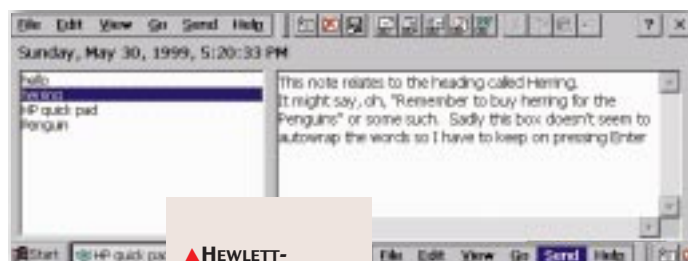 File Edit View Go Send Help
? ×
Sunday, May 30, 1999, 5:20:33 PM
hello
herring
HP quick pad
Penguin
This note relates to the heading called Herring.
It might say, oh, "Remember to buy herring for the
Penguins" or some such. Sadly this box doesn't seem to
autowrap the words so I have to keep on pressing Enter
Start HP quick pad
▲HEWLETT-
File Edit View Go Send Help